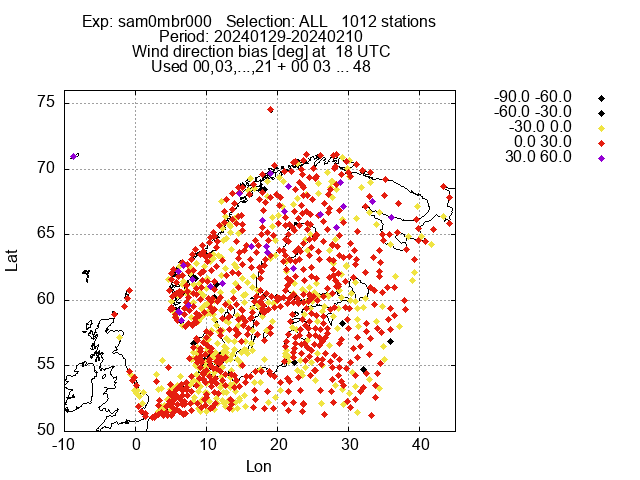 Exp: sam0mbr000   Selection: ALL   1012 stations
Period: 20240129-20240210
Wind direction bias [deg] at  18 UTC
Used 00,03,...,21 + 00 03 ... 48
-90.0 -60.0
-60.0 -30.0
-30.0 0.0
0.0 30.0
30.0 60.0
75
70
65
60
55
50
Lat
-10 0 10 20 30 40
Lon